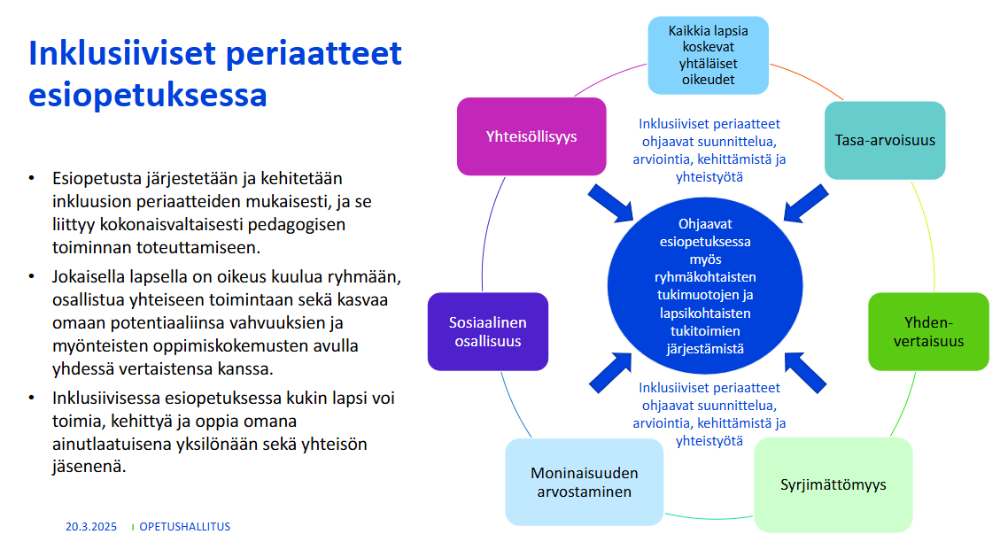 Inklusiiviset periaatteet
esiopetuksessa
• Esiopetusta järjestetään ja kehitetään
inkluusion periaatteiden mukaisesti, ja se
liittyy kokonaisvaltaisesti pedagogisen
toiminnan toteuttamiseen.
• Jokaisella lapsella on oikeus kuulua ryhmään,
osallistua yhteiseen toimintaan sekä kasvaa
omaan potentiaaliinsa vahvuuksien ja
myönteisten oppimiskokemusten avulla
yhdessä vertaistensa kanssa.
• Inklusiivisessa esiopetuksessa kukin lapsi voi
toimia, kehittyä ja oppia omana
ainutlaatuisena yksilönään sekä yhteisön
jäsenenä.
Kaikkia lapsia
koskevat
yhtäläiset
oikeudet
Tasa-arvoisuus
Yhden-
vertaisuus
Syrjimättömyys
Moninaisuuden
arvostaminen
Sosiaalinen
osallisuus
Yhteisöllisyys
Inklusiiviset periaatteet
ohjaavat suunnittelua,
arviointia, kehittämistä ja
yhteistyötä
Ohjaavat
esiopetuksessa
myös
ryhmäkohtaisten
tukimuotojen ja
lapsikohtaisten
tukitoimien
järjestämistä
Inklusiiviset periaatteet
ohjaavat suunnittelua,
arviointia, kehittämistä ja
yhteistyötä
20.3.2025 OPETUSHALLITUS